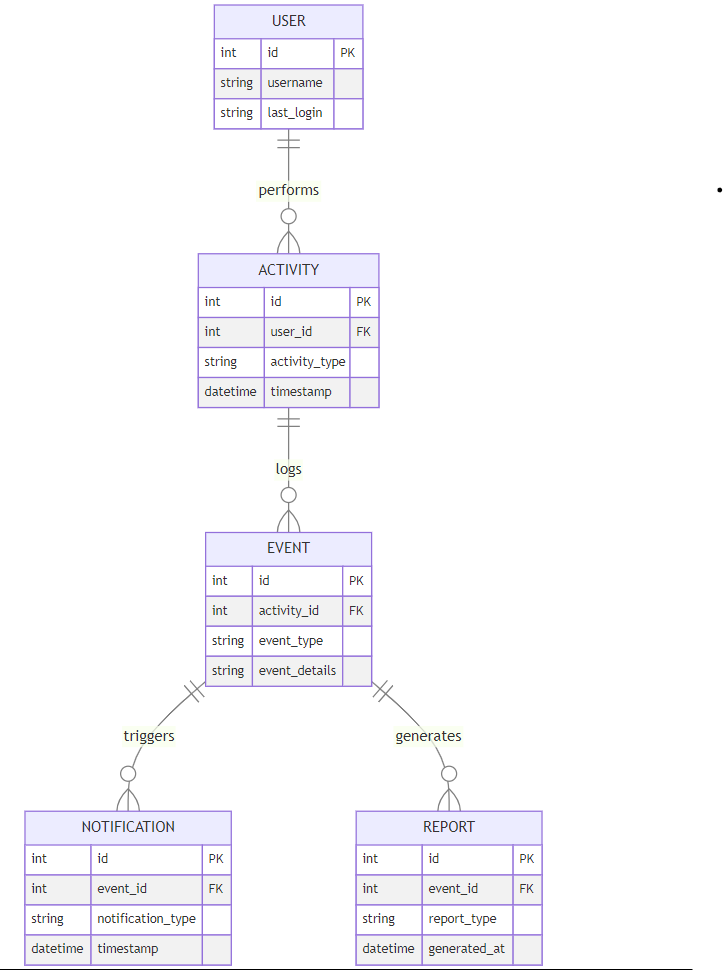 USER
int id PK
string username
string last_login
performs
ACTIVITY
int id PK
int user_id FK
string activity_type
datetime timestamp
logs
EVENT
int id PK
int activity_id FK
string event_type
string event_details
triggers generates
NOTIFICATION REPORT
int id PK int id PK
int event_id FK int event_id FK
string notification_type string report_type
datetime timestamp datetime generated_at